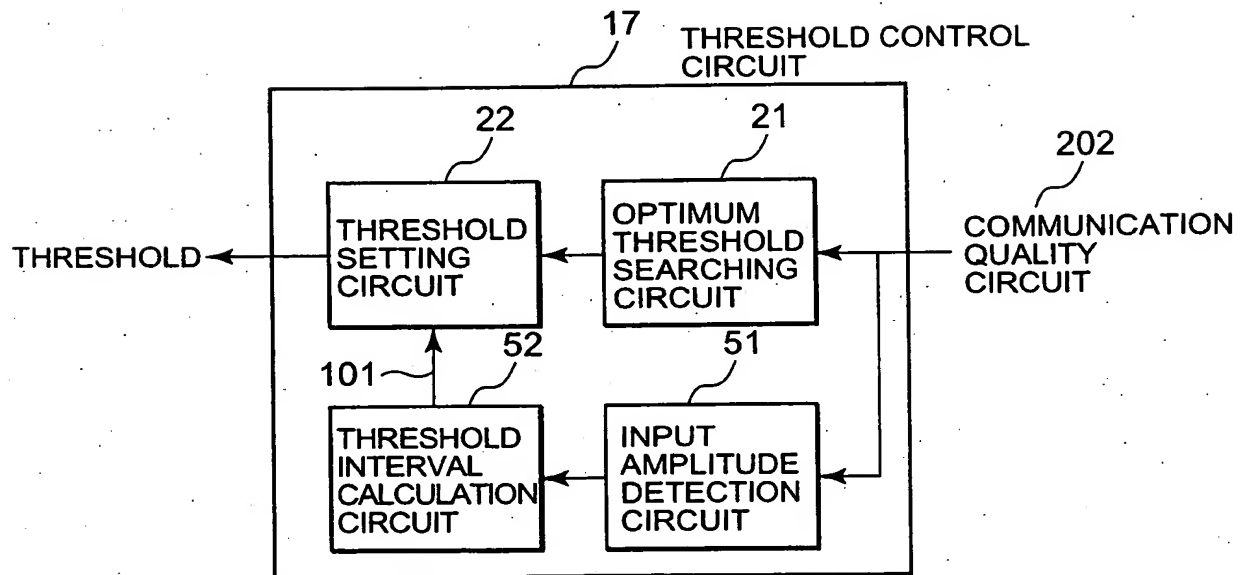 17
THRESHOLD CONTROL
CIRCUIT
22
21
202
THRESHOLD
SETTING
CIRCUIT
OPTIMUM
THRESHOLD
SEARCHING
CIRCUIT
COMMUNICATION
QUALITY
CIRCUIT
THRESHOLD
101
52
51
THRESHOLD
INTERVAL
CALCULATION
CIRCUIT
INPUT
AMPLITUDE
DETECTION
CIRCUIT